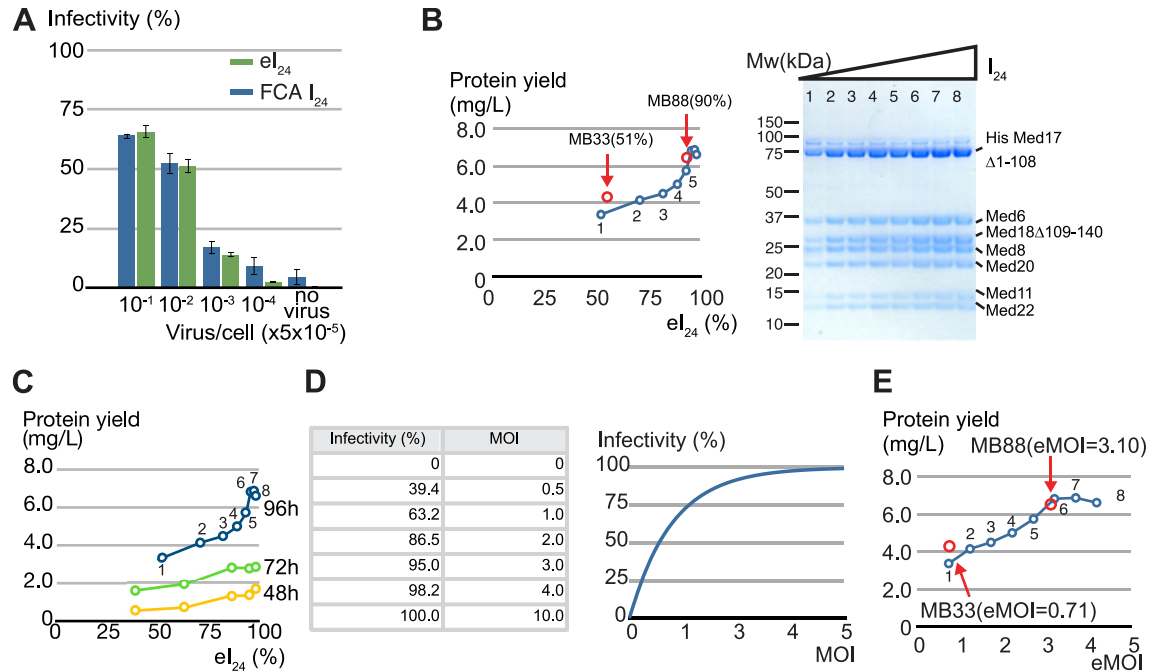 A
Infectivity (%)
100
75
50
25
0
eI24
FCA I24
10-1 10-2 10-3 10-4 no virus
Virus/cell (x5x10-5)
B
Protein yield
(mg/L)
8.0
6.0
4.0
2.0
0
MB88(90%)
MB33(51%)
1 2 3 4 5
0 25 50 75 100
eI24 (%)
Mw(kDa)
I24
1 2 3 4 5 6 7 8
150
100
75
50
37
25
20
15
10
His Med17
Δ1-108
Med6
Med18Δ109-140
Med8
Med20
Med11
Med22
C
Protein yield
(mg/L)
8.0
6.0
4.0
2.0
0
1 2 3 4 5 6 7 8
96h
72h
48h
0 25 50 75 100
eI24 (%)
D
Infectivity (%) MOI
0 0
39.4 0.5
63.2 1.0
86.5 2.0
95.0 3.0
98.2 4.0
100.0 10.0
Infectivity (%)
100
75
50
25
0
0 1 2 3 4 5
MOI
E
Protein yield
(mg/L)
MB88(eMOI=3.10)
8.0
6.0
4.0
2.0
0
1 2 3 4 5 6 7 8
MB33(eMOI=0.71)
0 1 2 3 4 5
eMOI